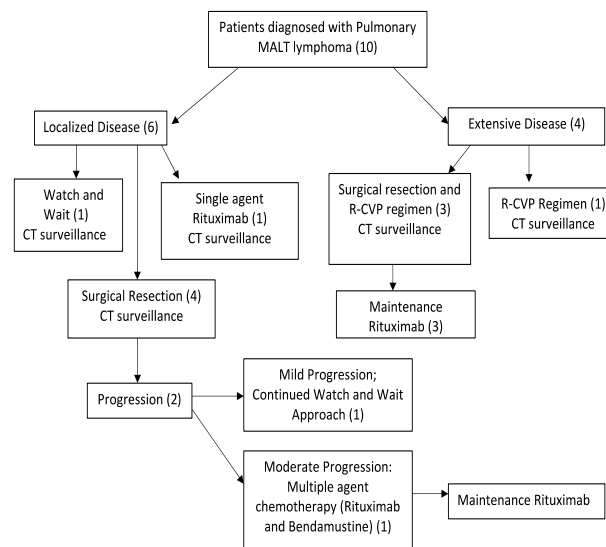 Patients diagnosed with Pulmonary
MALT lymphoma (10)
Localized Disease (6)
Extensive Disease (4)
Watch and
Wait (1)
CT surveillance
Single agent
Rituximab (1)
CT surveillance
Surgical resection and
R-CVP regimen (3)
CT surveillance
R-CVP Regimen (1)
CT surveillance
Surgical Resection (4)
CT surveillance
Maintenance
Rituximab (3)
Progression (2)
Mild Progression;
Continued Watch and Wait
Approach (1)
Moderate Progression:
Multiple agent
chemotherapy (Rituximab
and Bendamustine) (1)
Maintenance Rituximab